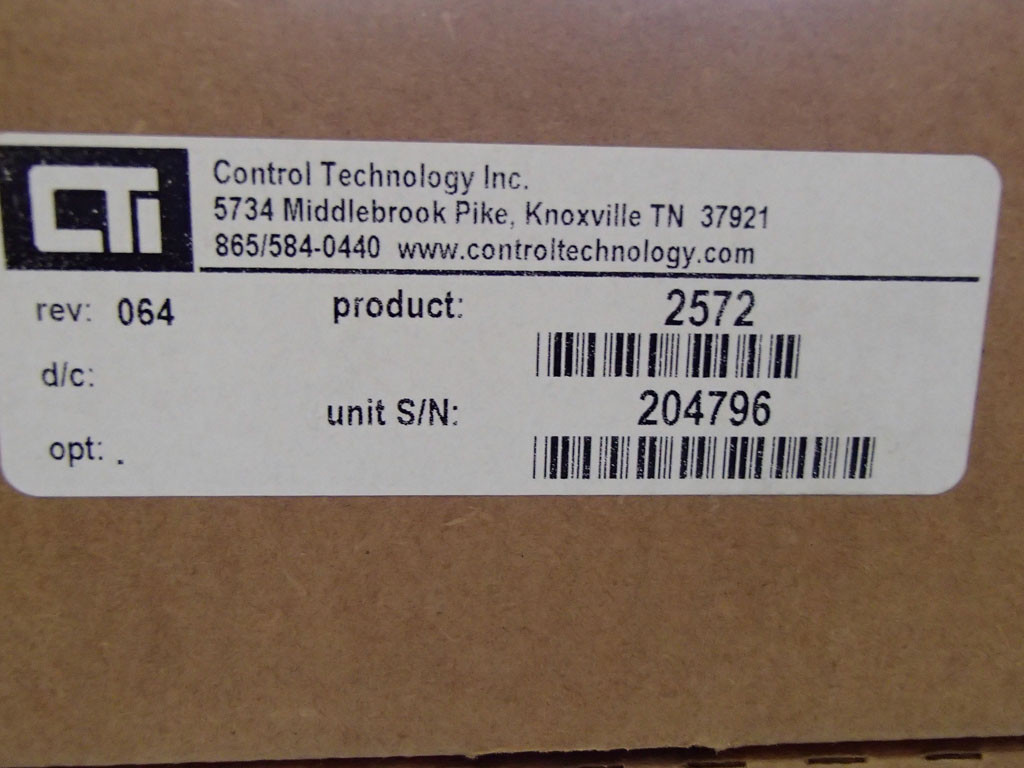 CTi
Control Technology Inc.
5734 Middlebrook Pike, Knoxville TN 37921
865/584-0440 www.controltechnology.com
rev: 064
product: 2572
d/c:
unit S/N: 204796
opt: .